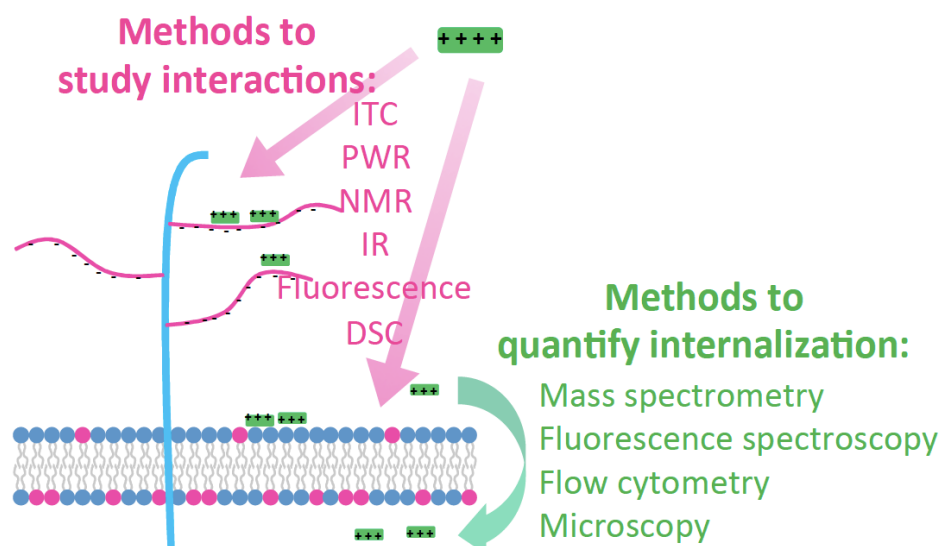 Methods to
study interactions:
ITC
PWR
NMR
IR
Fluorescence
DSC
++++
+++ +++
+++
+++
+++ +++
+++ +++
Methods to
quantify internalization:
Mass spectrometry
Fluorescence spectroscopy
Flow cytometry
Microscopy